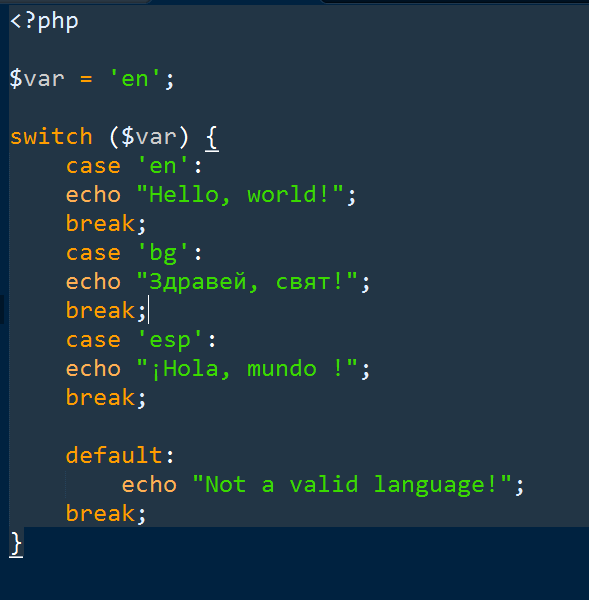 <?php
$var = 'en';
switch ($var) {
case 'en':
echo "Hello, world!";
break;
case 'bg':
echo "Здравей, свят!";
break;
case 'esp':
echo "¡Hola, mundo !";
break;
default:
echo "Not a valid language!";
break;
}